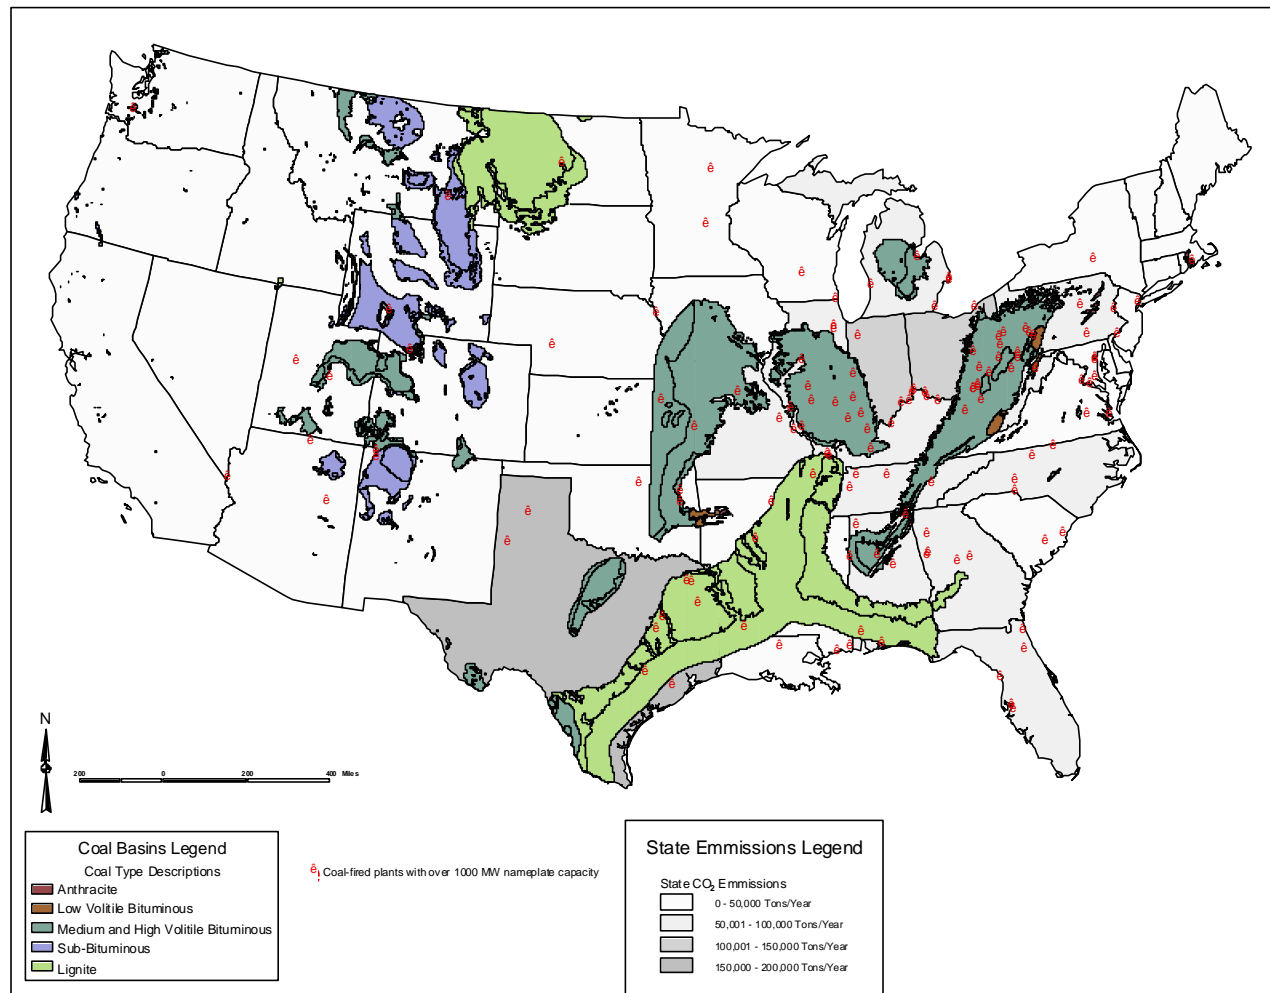 N
200 0 200 400 Miles
Coal Basins Legend
Coal Type Descriptions
Anthracite
Low Volitile Bituminous
Medium and High Volitile Bituminous
Sub-Bituminous
Lignite
ê Coal-fired plants with over 1000 MW nameplate capacity
State Emmissions Legend
State CO₂ Emmissions
0 - 50,000 Tons/Year
50,001 - 100,000 Tons/Year
100,001 - 150,000 Tons/Year
150,000 - 200,000 Tons/Year